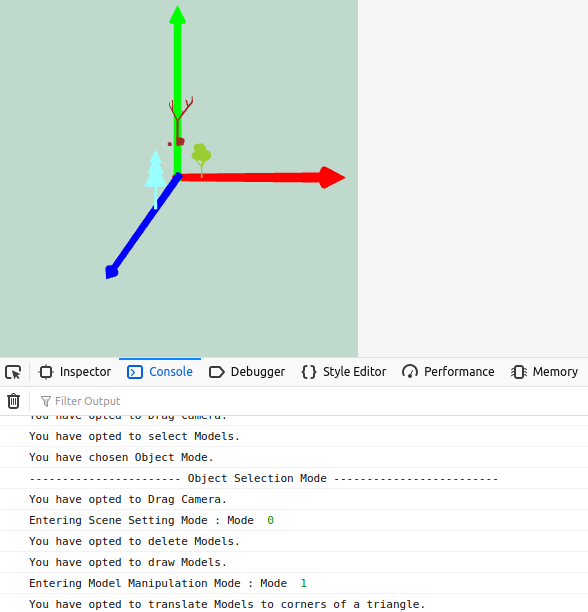 Inspector Console Debugger Style Editor Performance Memory
Filter Output
You have opted to Drag Camera.
You have opted to select Models.
You have chosen Object Mode.
----------------------- Object Selection Mode -------------------------
You have opted to Drag Camera.
Entering Scene Setting Mode : Mode 0
You have opted to delete Models.
You have opted to draw Models.
Entering Model Manipulation Mode : Mode 1
You have opted to translate Models to corners of a triangle.